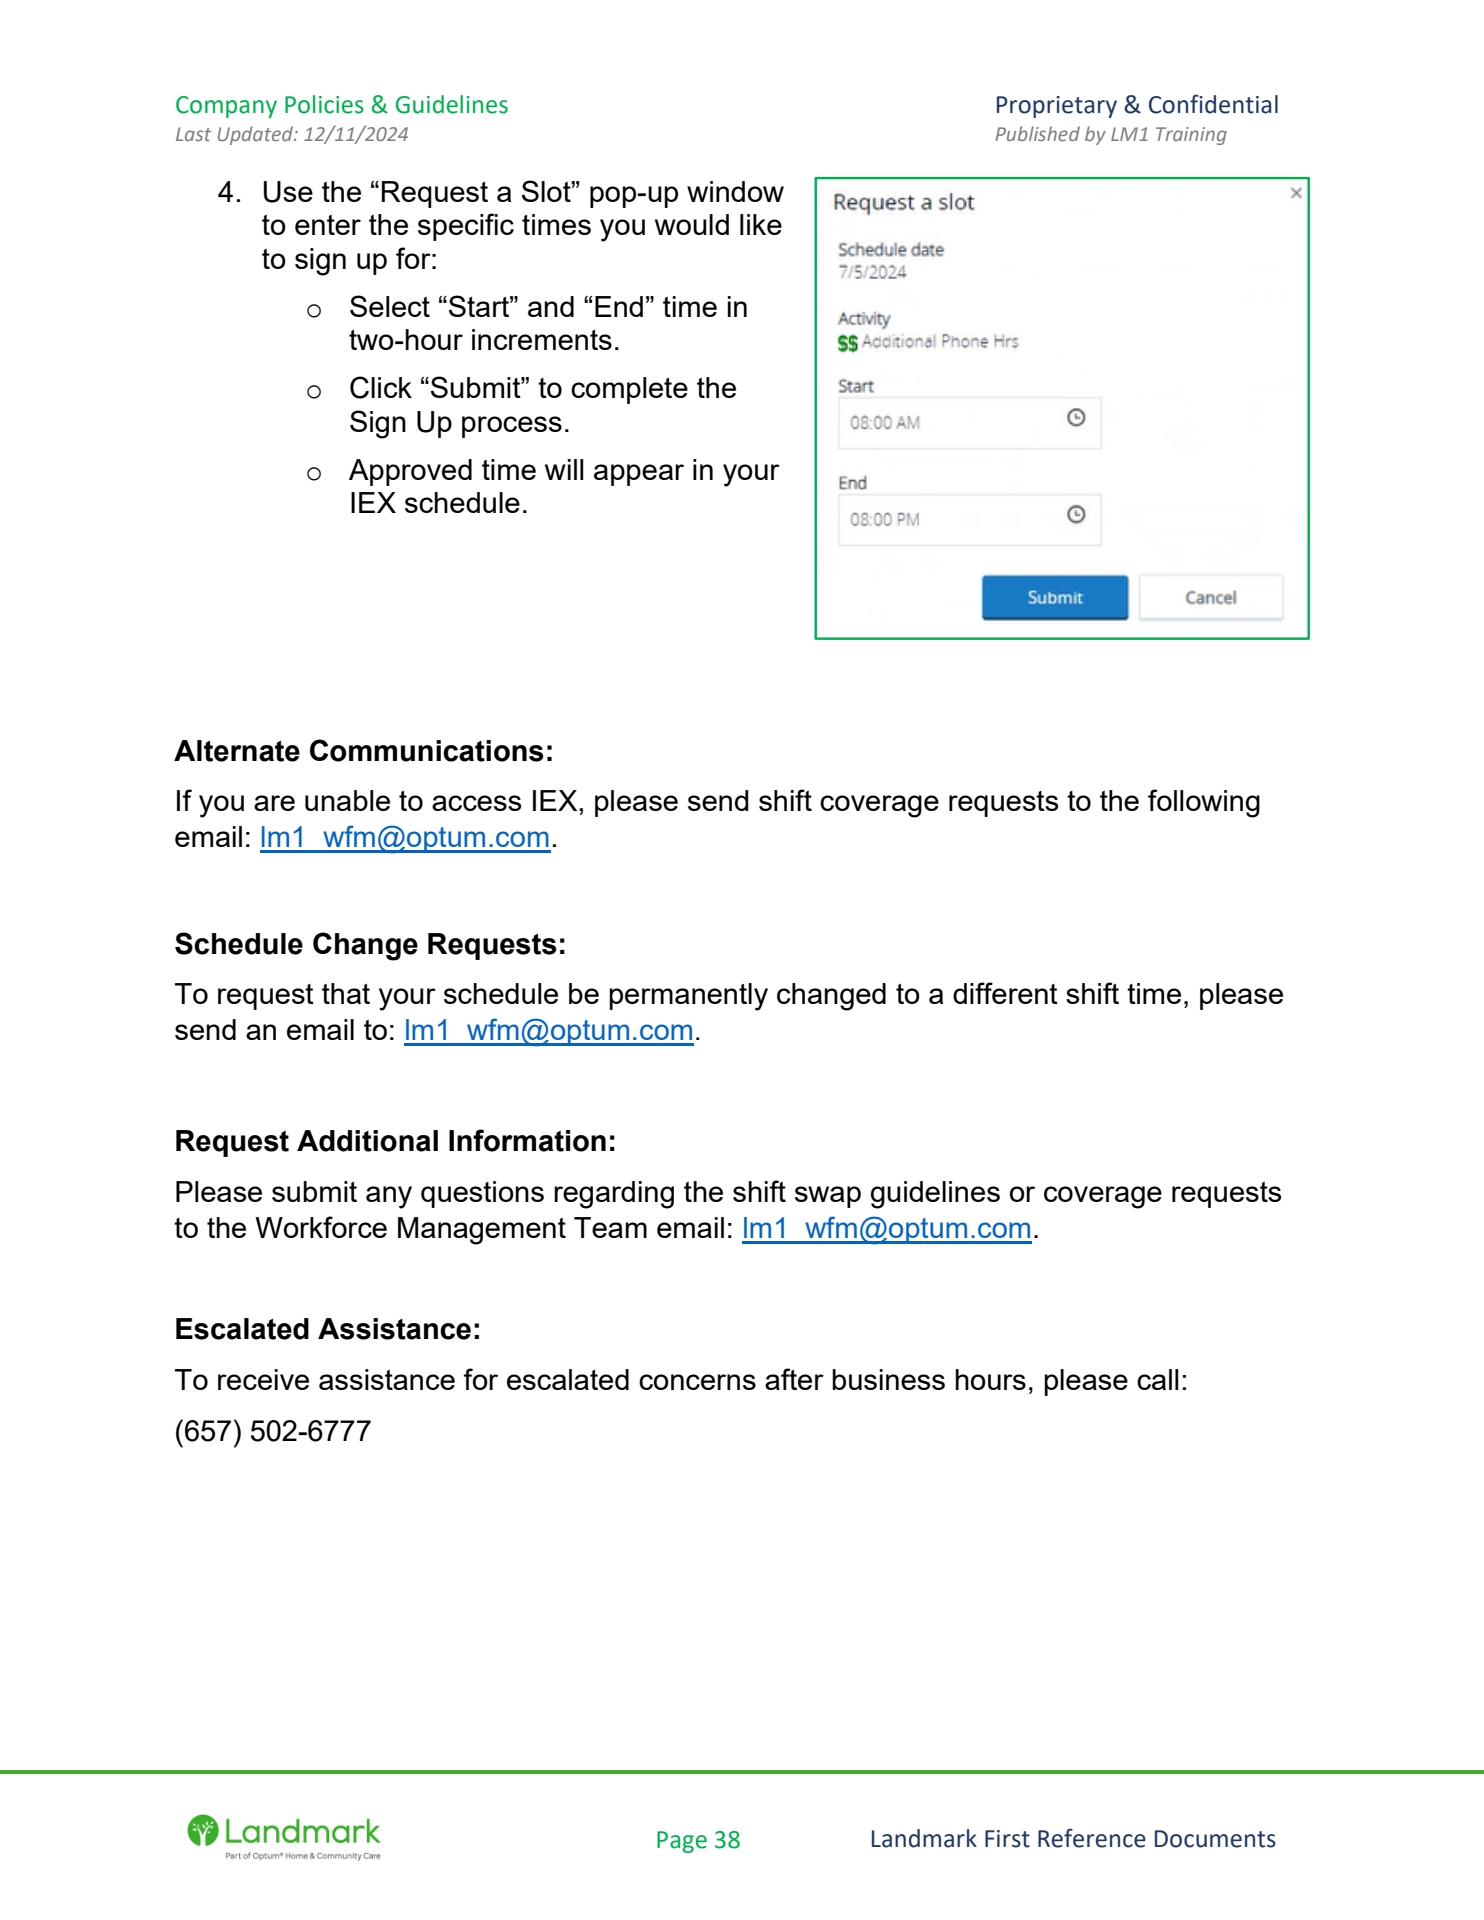 Company Policies & Guidelines
Proprietary & Confidential
Last Updated: 12/11/2024
Published by LM1 Training
4. Use the “Request a Slot” pop-up window
to enter the specific times you would like
to sign up for:
o Select “Start” and “End” time in
two-hour increments.
o Click “Submit” to complete the
Sign Up process.
o Approved time will appear in your
IEX schedule.
Request a slot
×
Schedule date
7/5/2024
Activity
$$ Additional Phone Hrs
Start
08:00 AM
End
08:00 PM
Submit
Cancel
Alternate Communications:
If you are unable to access IEX, please send shift coverage requests to the following
email: lm1_wfm@optum.com.
Schedule Change Requests:
To request that your schedule be permanently changed to a different shift time, please
send an email to: lm1_wfm@optum.com.
Request Additional Information:
Please submit any questions regarding the shift swap guidelines or coverage requests
to the Workforce Management Team email: lm1_wfm@optum.com.
Escalated Assistance:
To receive assistance for escalated concerns after business hours, please call:
(657) 502-6777
Landmark
Part of Optum® Home & Community Care
Page 38
Landmark First Reference Documents